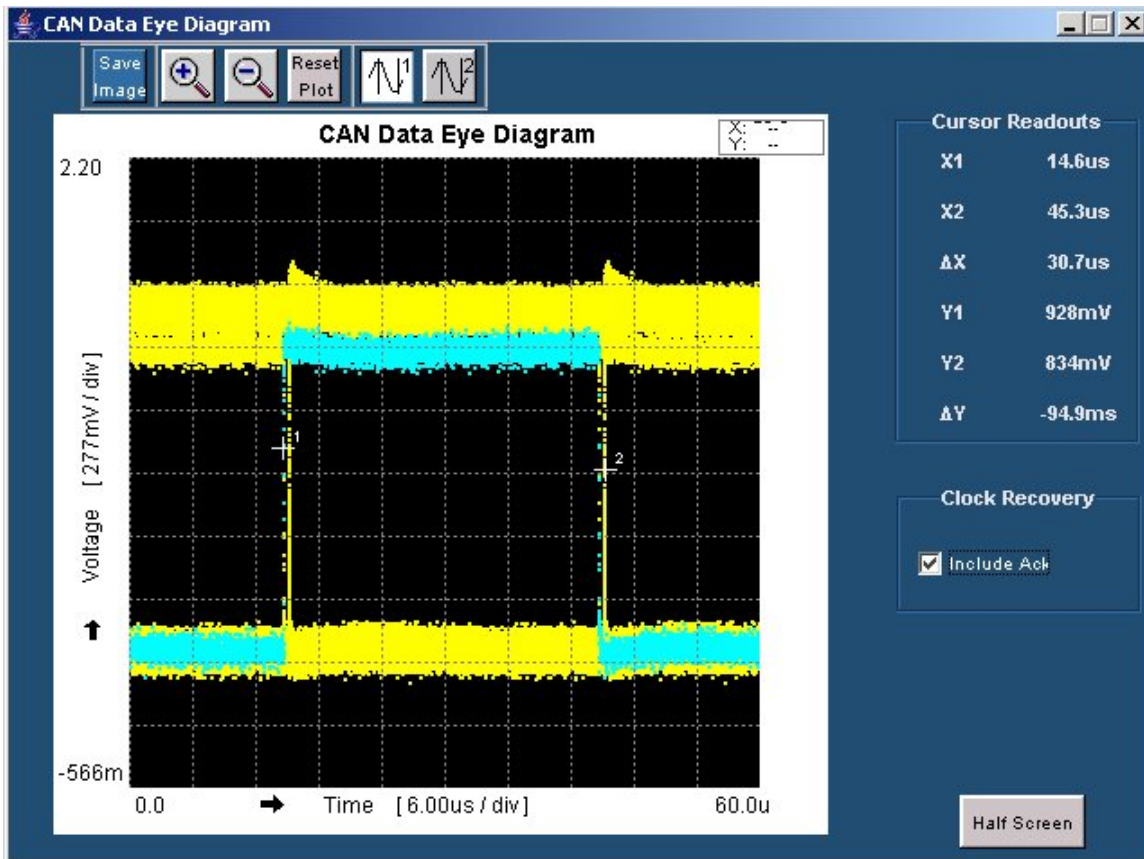 CAN Data Eye Diagram
Save
Image
Reset
Plot
1
2
CAN Data Eye Diagram
X: --.-
Y: --
2.20
Voltage [277mV / div]
-566m
1
2
0.0
Time [6.00us / div]
60.0u
Cursor Readouts
X1 14.6us
X2 45.3us
ΔX 30.7us
Y1 928mV
Y2 834mV
ΔY -94.9ms
Clock Recovery
Include Ack
Half Screen